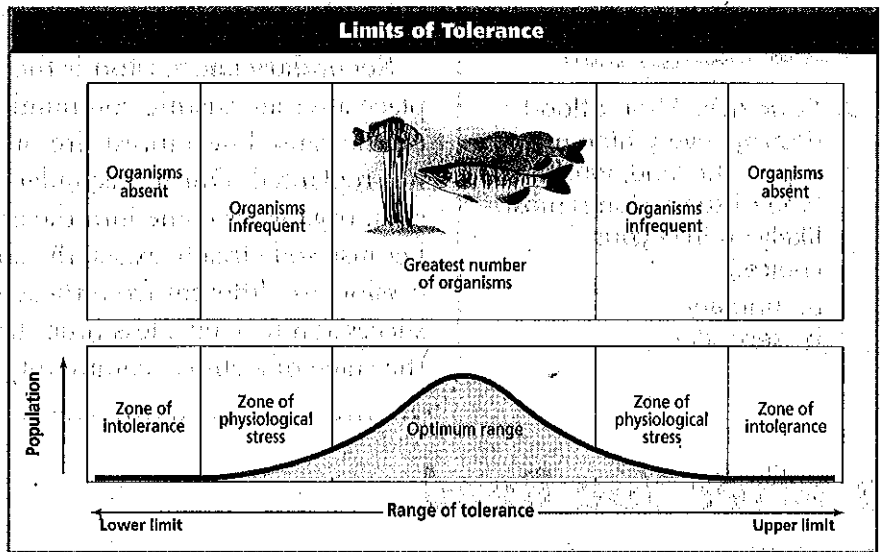 Limits of Tolerance
Organisms
absent
Organisms
infrequent
Greatest number
of organisms
Organisms
infrequent
Organisms
absent
Population
Zone of
intolerance
Zone of
physiological
stress
Optimum range
Zone of
physiological
stress
Zone of
intolerance
Lower limit
Range of tolerance
Upper limit